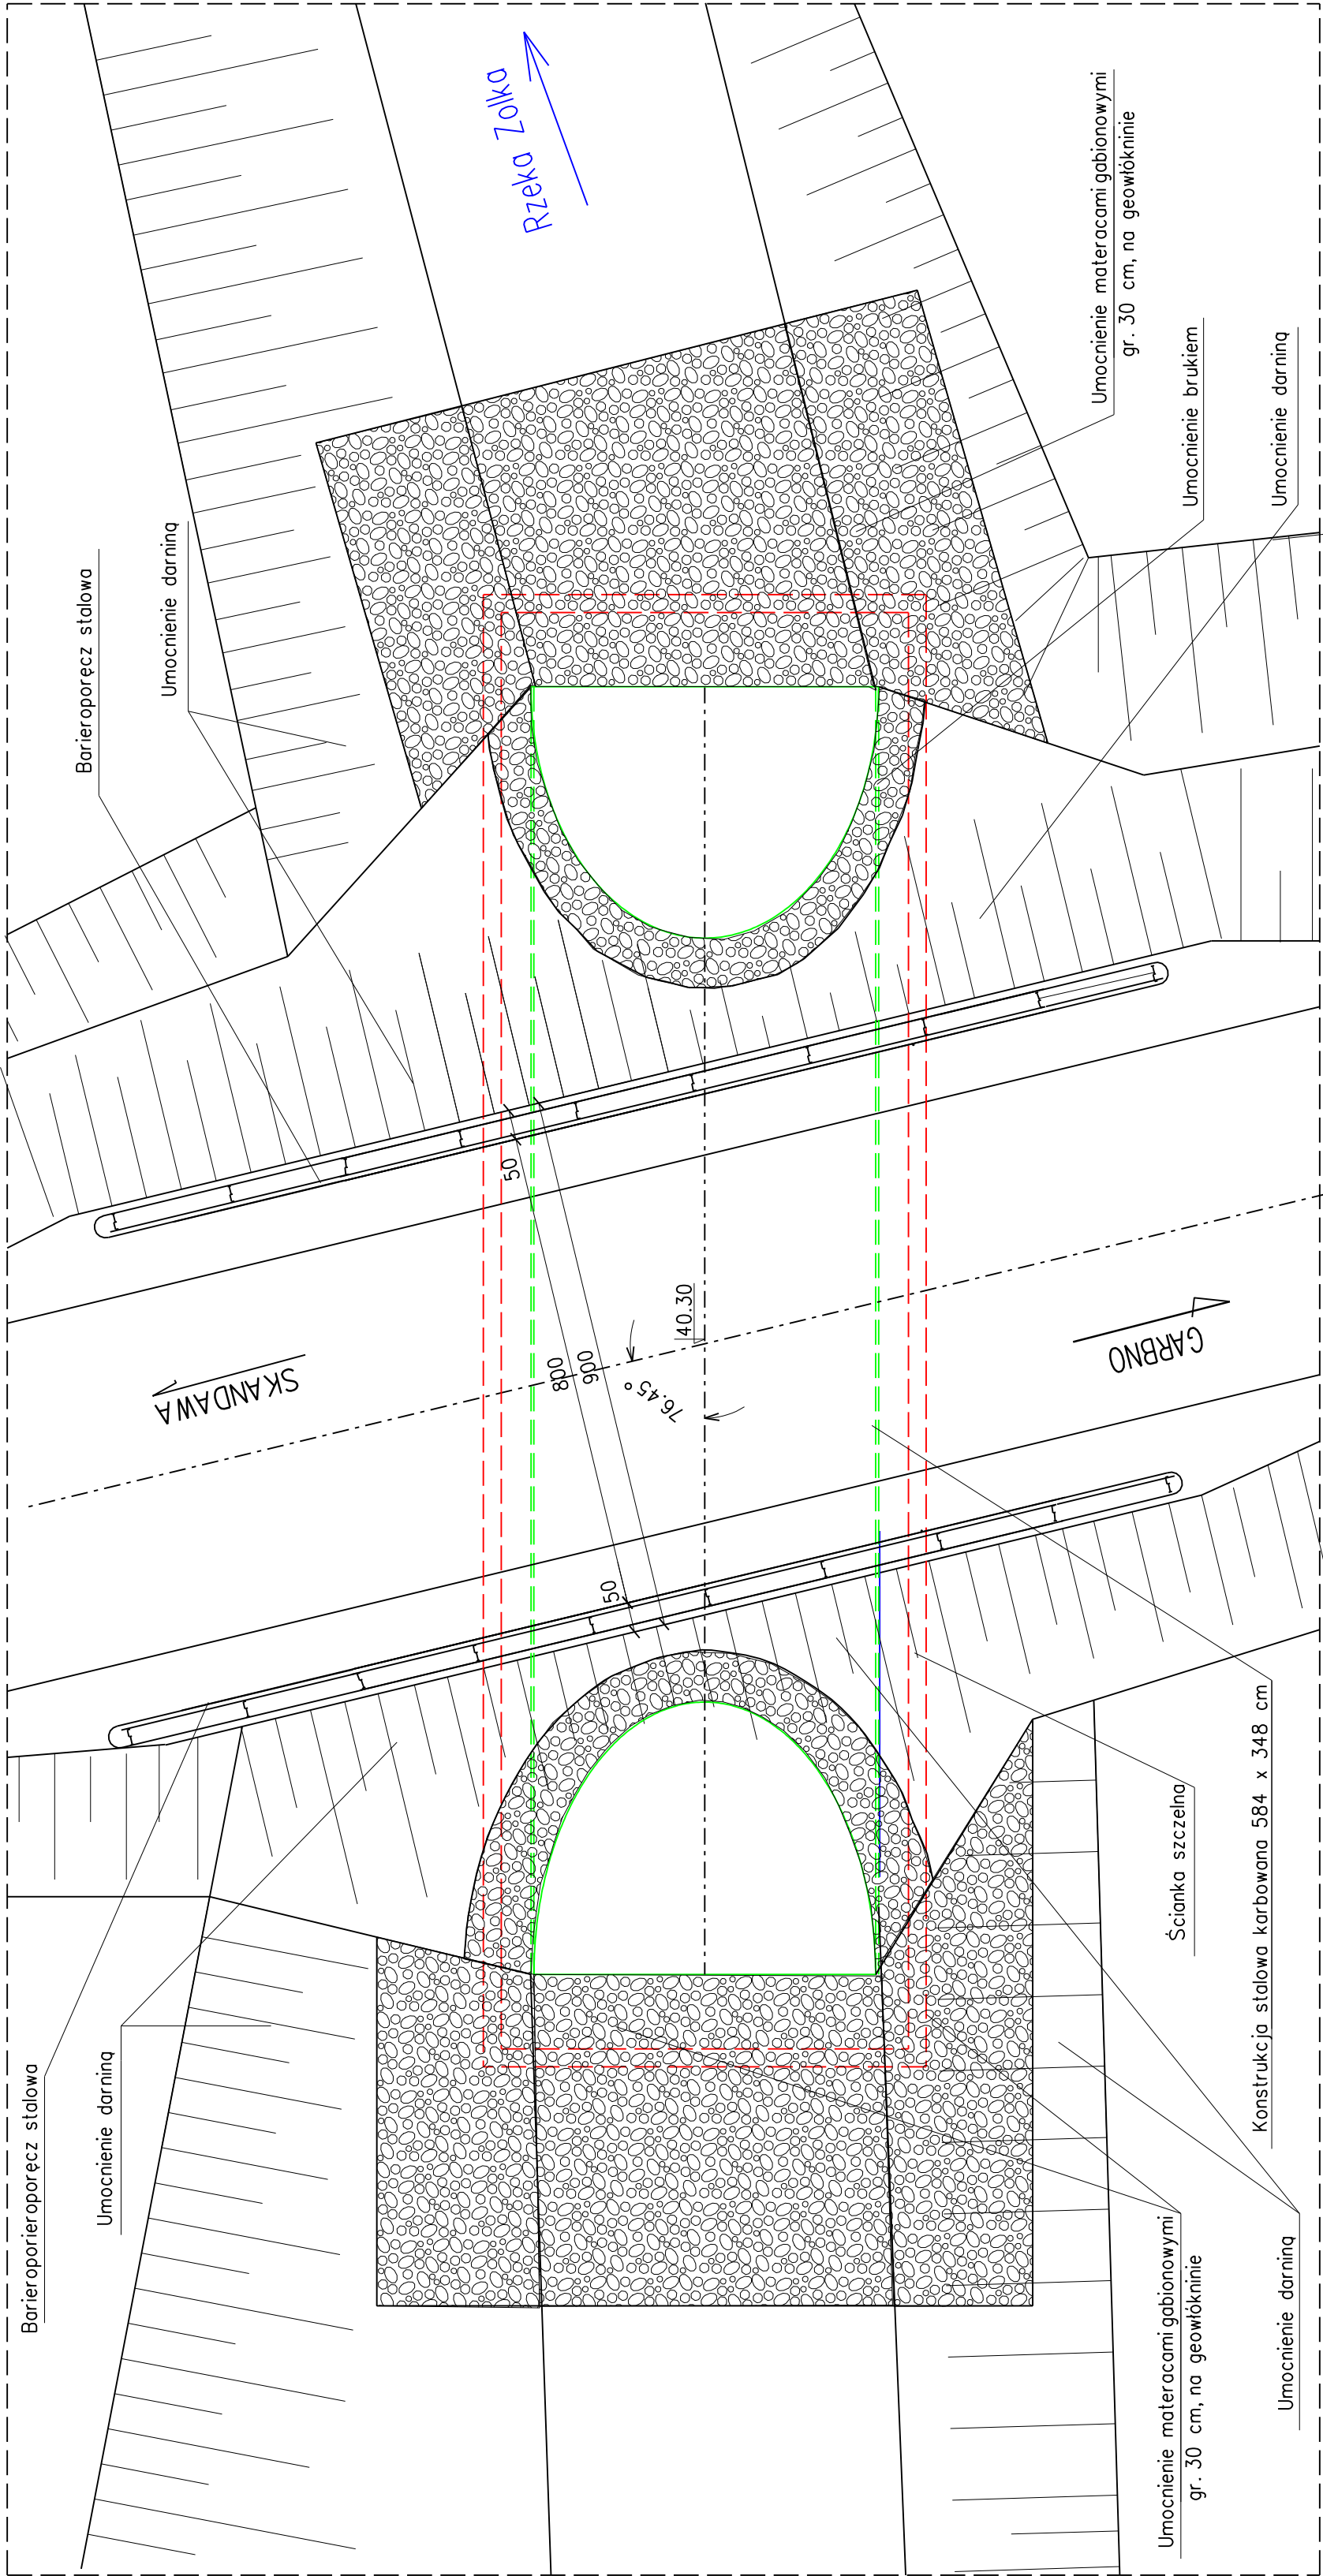 Rzeka Zolka
Umocnienie materacami gabionowymi
gr. 30 cm, na geowłókninie
Umocnienie brukiem
Umocnienie darniną
Umocnienie darniną
Barieroporęcz stalowa
50
40.30
800
900
76.45°
SKANDAWA
GARBNO
50
Ścianka szczelna
Konstrukcja stalowa karbowana 584 x 348 cm
Barieroporieroporęcz stalowa
Umocnienie darniną
Umocnienie materacami gabionowymi
gr. 30 cm, na geowłókninie
Umocnienie darniną